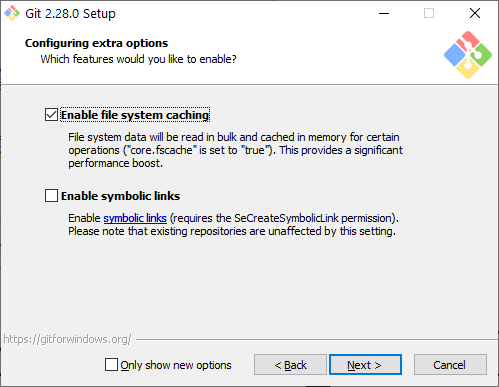 Git 2.28.0 Setup
Configuring extra options
Which features would you like to enable?
Enable file system caching
File system data will be read in bulk and cached in memory for certain
operations ("core.fscache" is set to "true"). This provides a significant
performance boost.
Enable symbolic links
Enable symbolic links (requires the SeCreateSymbolicLink permission).
Please note that existing repositories are unaffected by this setting.
https://gitforwindows.org/
Only show new options
< Back
Next >
Cancel